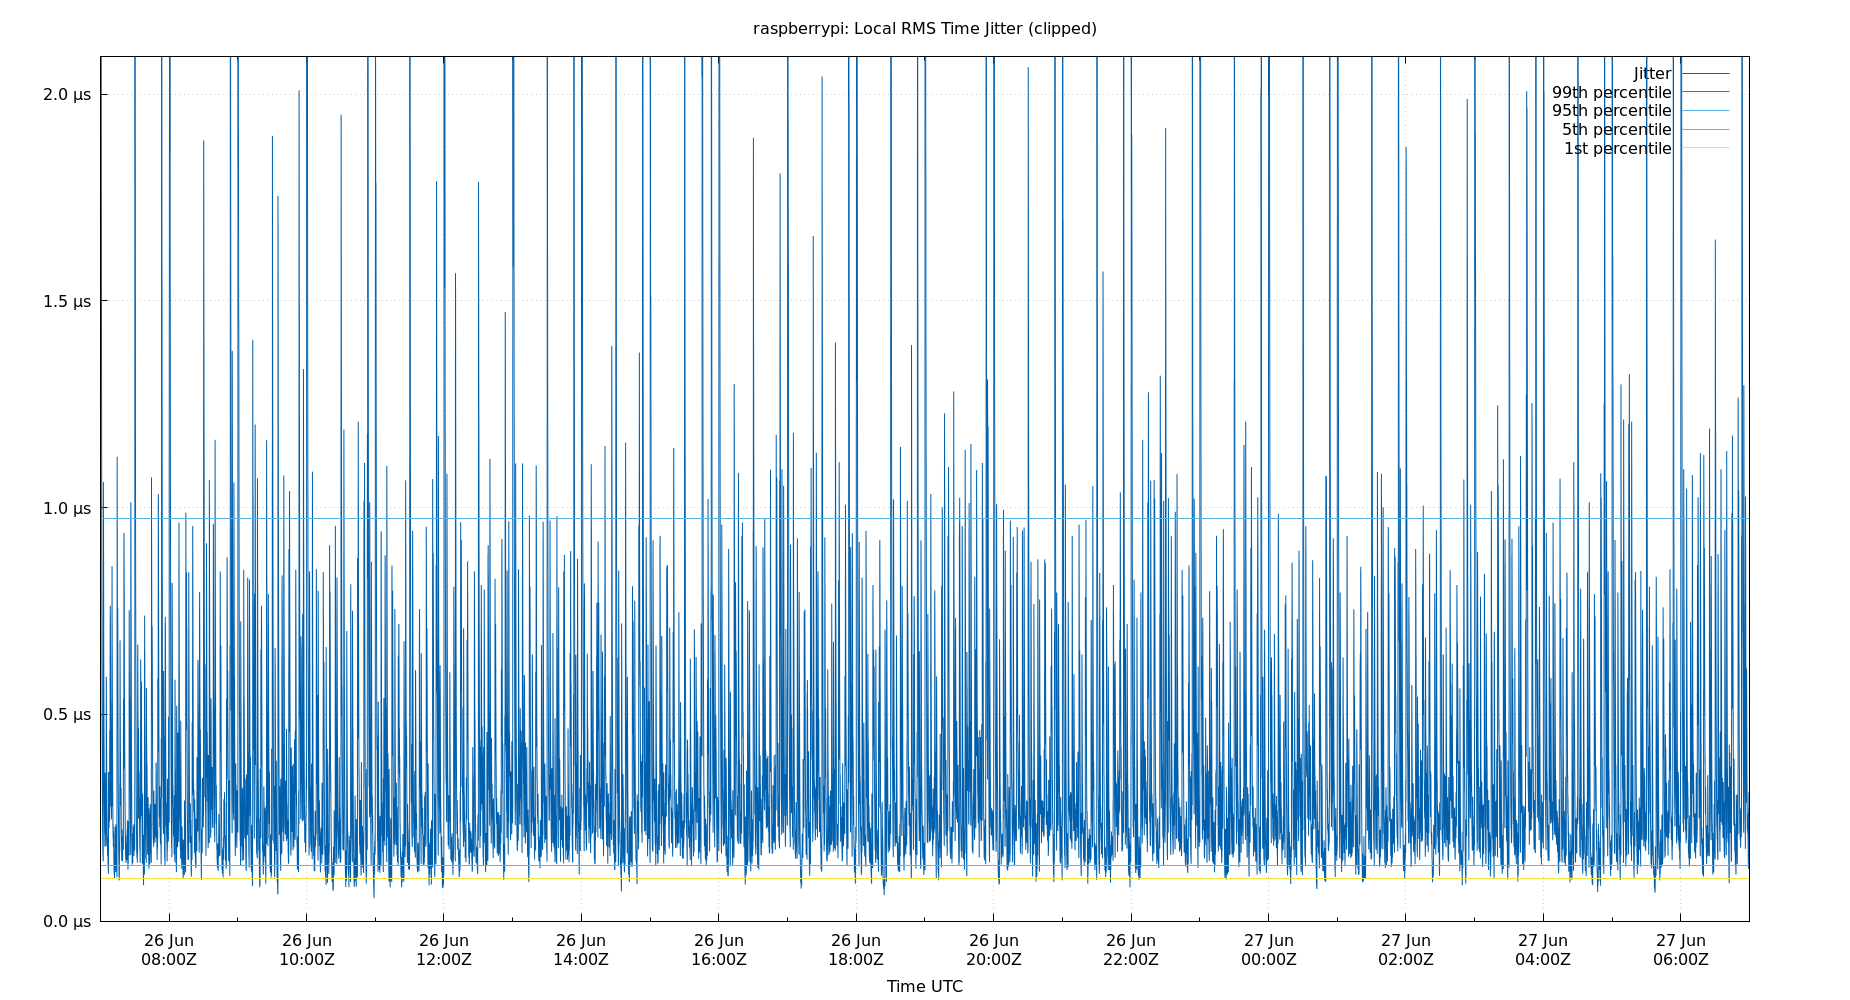 raspberrypi: Local RMS Time Jitter (clipped)
2.0 µs
1.5 µs
1.0 µs
0.5 µs
0.0 µs
Jitter
99th percentile
95th percentile
5th percentile
1st percentile
26 Jun 26 Jun 26 Jun 26 Jun 26 Jun 26 Jun 26 Jun 26 Jun 27 Jun 27 Jun 27 Jun 27 Jun
08:00Z 10:00Z 12:00Z 14:00Z 16:00Z 18:00Z 20:00Z 22:00Z 00:00Z 02:00Z 04:00Z 06:00Z
Time UTC